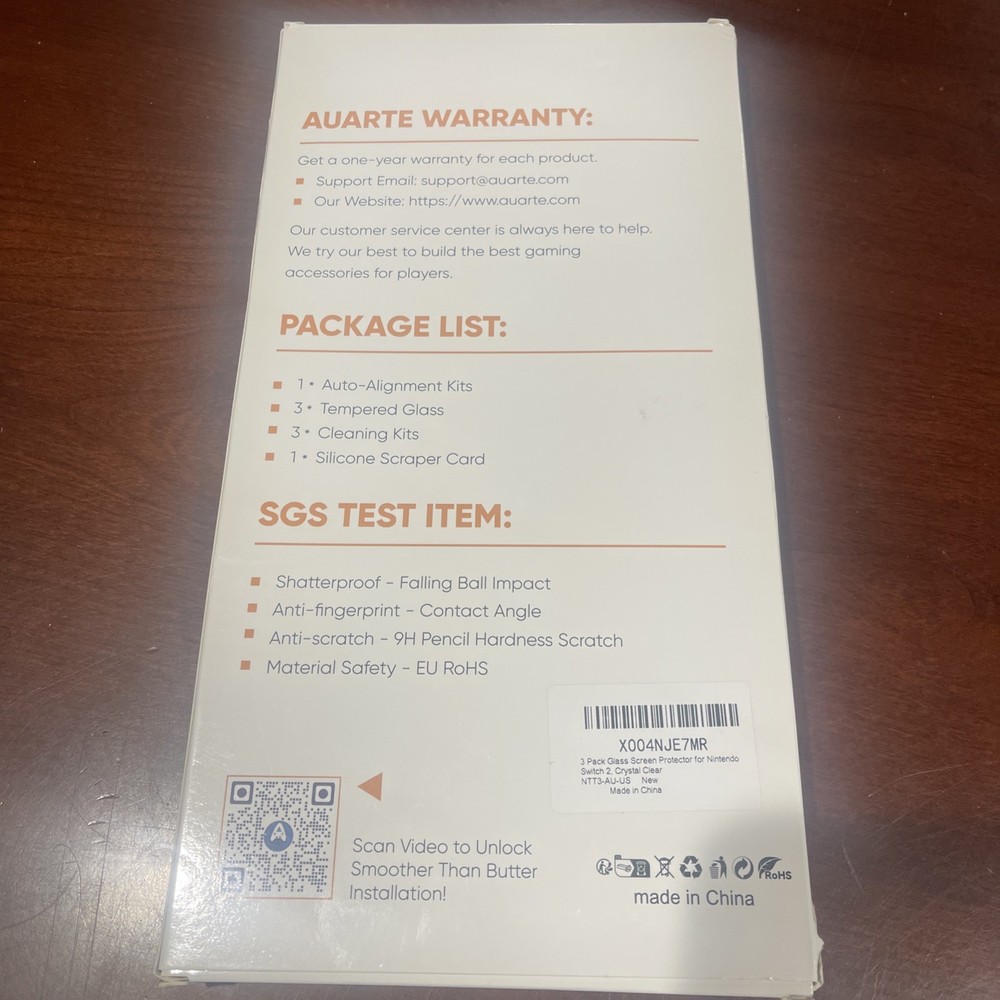 AUARTE WARRANTY:
Get a one-year warranty for each product.
Support Email: support@auarte.com
Our Website: https://www.auarte.com
Our customer service center is always here to help.
We try our best to build the best gaming
accessories for players.
PACKAGE LIST:
1* Auto-Alignment Kits
3* Tempered Glass
3* Cleaning Kits
1* Silicone Scraper Card
SGS TEST ITEM:
Shatterproof - Falling Ball Impact
Anti-fingerprint - Contact Angle
Anti-scratch - 9H Pencil Hardness Scratch
Material Safety - EU RoHS
X004NJE7MR
3 Pack Glass Screen Protector for Nintendo
Switch 2, Crystal Clear
NTT3-AU-US New
Made in China
Scan Video to Unlock
Smoother Than Butter
Installation!
RoHS
made in China